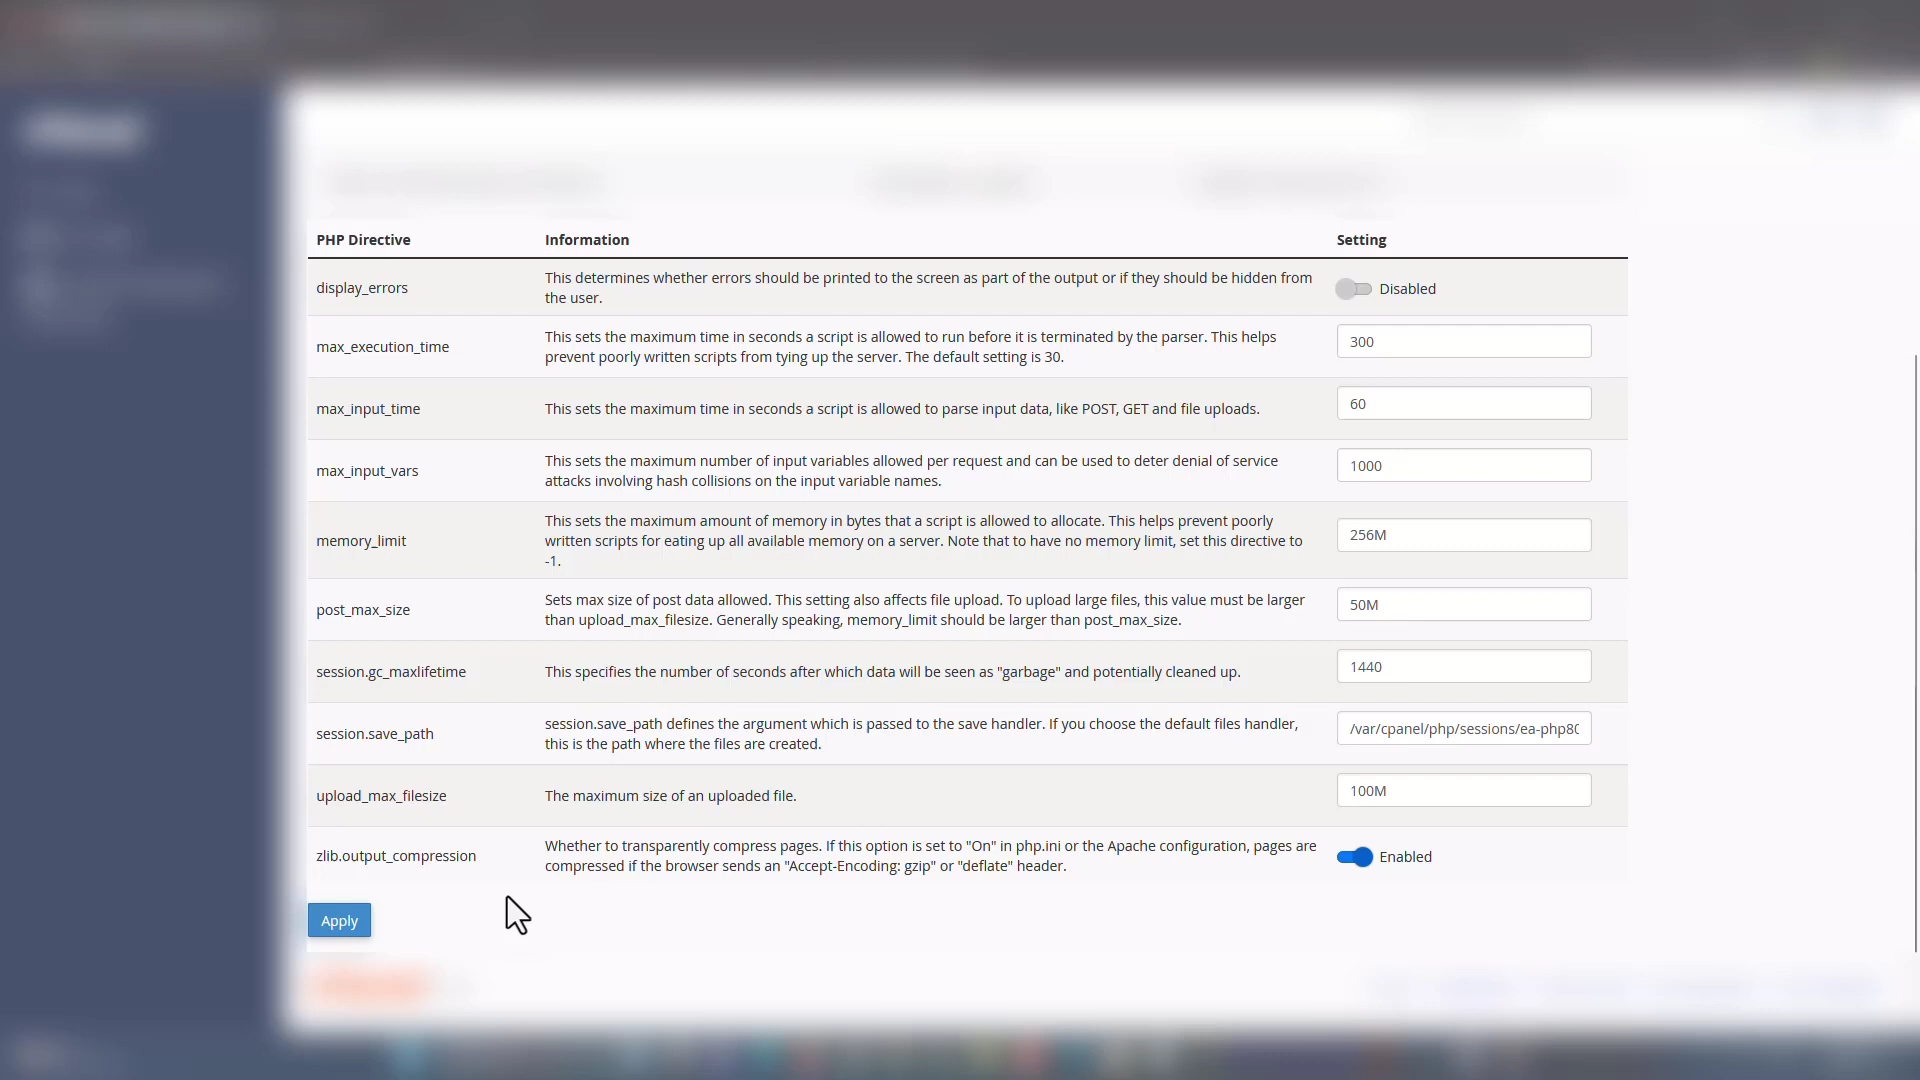 PHP Directive Information Setting
display_errors
This determines whether errors should be printed to the screen as part of the output or if they should be hidden from
the user.
Disabled
max_execution_time
This sets the maximum time in seconds a script is allowed to run before it is terminated by the parser. This helps
prevent poorly written scripts from tying up the server. The default setting is 30.
300
max_input_time
This sets the maximum time in seconds a script is allowed to parse input data, like POST, GET and file uploads.
60
max_input_vars
This sets the maximum number of input variables allowed per request and can be used to deter denial of service
attacks involving hash collisions on the input variable names.
1000
memory_limit
This sets the maximum amount of memory in bytes that a script is allowed to allocate. This helps prevent poorly
written scripts for eating up all available memory on a server. Note that to have no memory limit, set this directive to
-1.
256M
post_max_size
Sets max size of post data allowed. This setting also affects file upload. To upload large files, this value must be larger
than upload_max_filesize. Generally speaking, memory_limit should be larger than post_max_size.
50M
session.gc_maxlifetime
This specifies the number of seconds after which data will be seen as "garbage" and potentially cleaned up.
1440
session.save_path
session.save_path defines the argument which is passed to the save handler. If you choose the default files handler,
this is the path where the files are created.
/var/cpanel/php/sessions/ea-php80
upload_max_filesize
The maximum size of an uploaded file.
100M
zlib.output_compression
Whether to transparently compress pages. If this option is set to "On" in php.ini or the Apache configuration, pages are
compressed if the browser sends an "Accept-Encoding: gzip" or "deflate" header.
Enabled
Apply